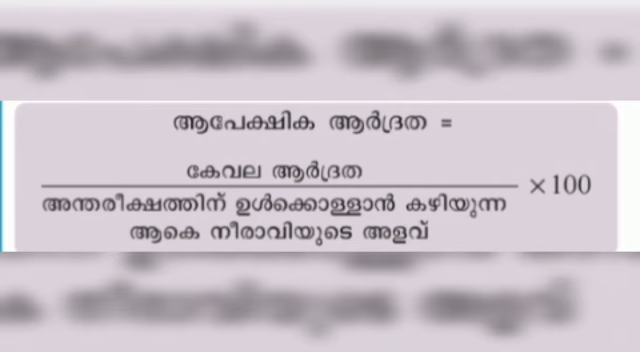 ആപേക്ഷിക ആർദ്രത =
കേവല ആർദ്രത
അന്തരീക്ഷത്തിന് ഉൾക്കൊള്ളാൻ കഴിയുന്ന
ആകെ നീരാവിയുടെ അളവ്
×100